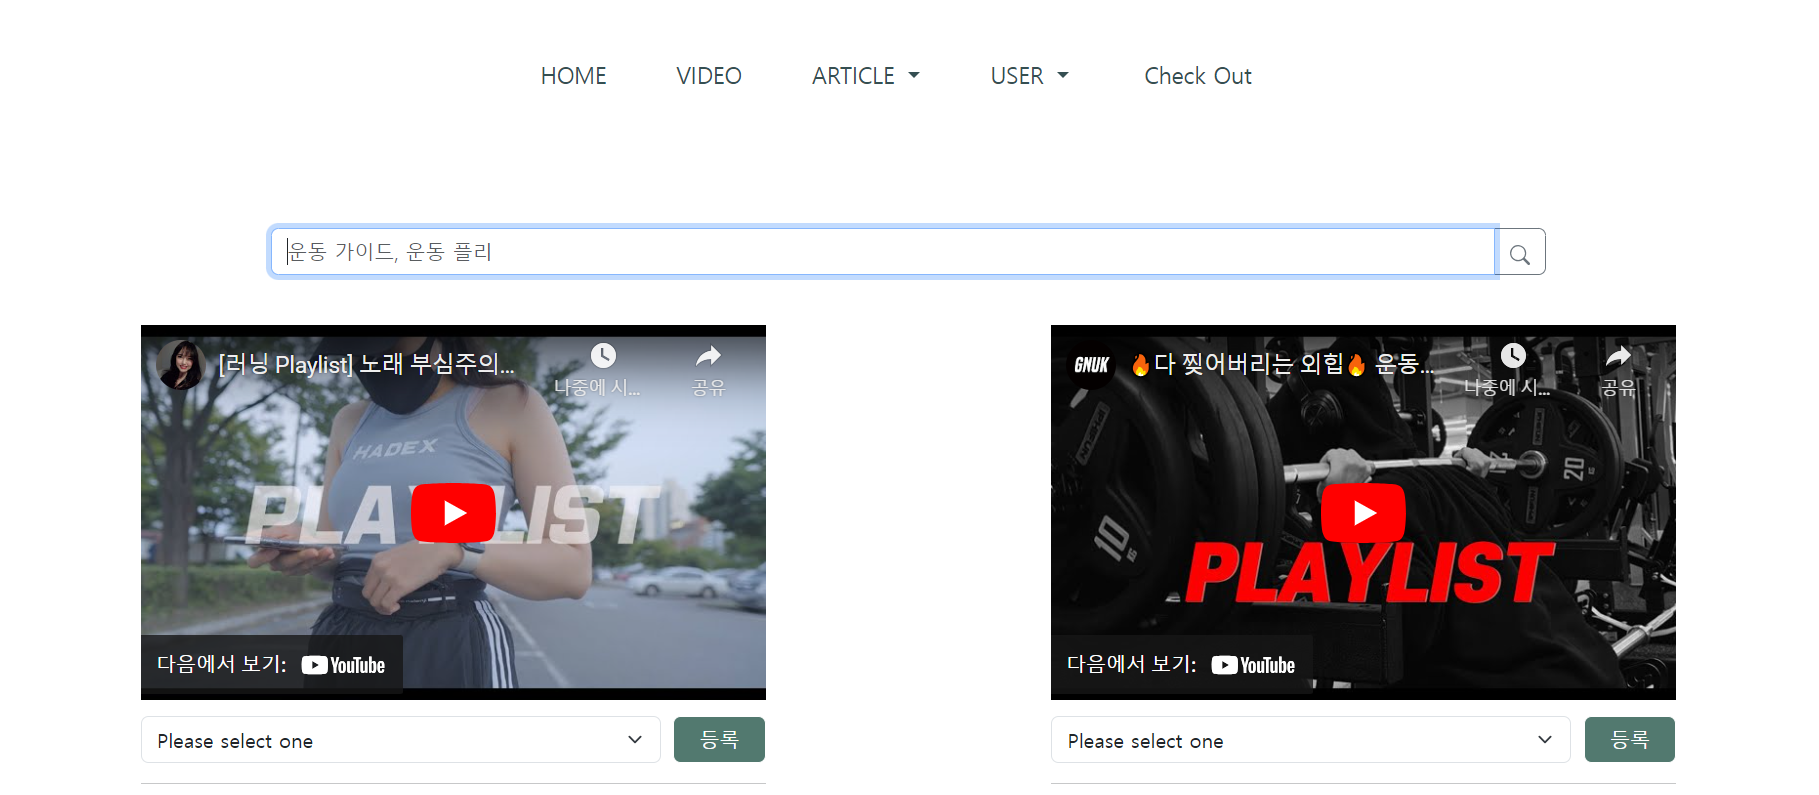 HOME VIDEO ARTICLE USER Check Out
운동 가이드, 운동 플리
[러닝 Playlist] 노래 부심주의...
나중에 시...
공유
HADEX
PLAYLIST
다음에서 보기: YouTube
Please select one
등록
GNUK
🔥다 찢어버리는 외힙🔥 운동...
나중에 시...
공유
20
10
PLAYLIST
다음에서 보기: YouTube
Please select one
등록